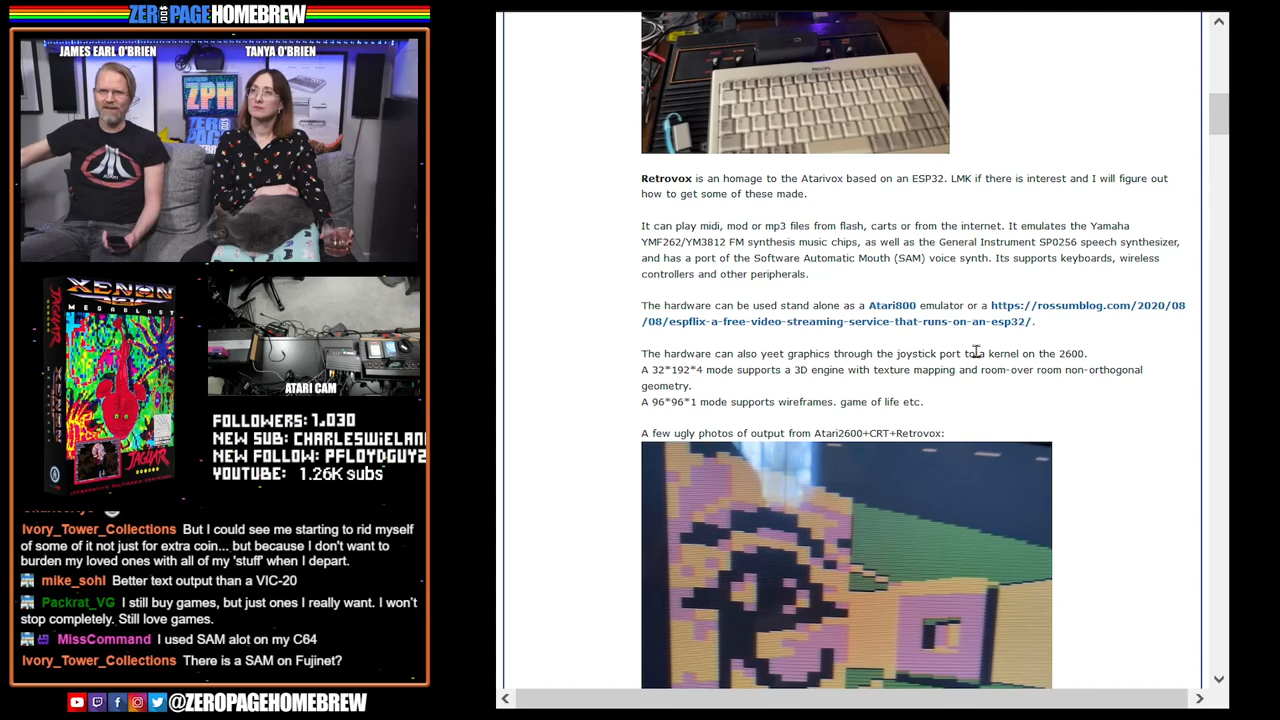 ZERO PAGE HOMEBREW
JAMES EARL O'BRIEN
TANYA O'BRIEN
ZPH
ATARI
XENON
MEGABLAST
JAGUAR
ATARI CAM
FOLLOWERS: 1,030
NEW SUB: CHARLESWIELAN
NEW FOLLOW: PFLOYDGUY2
YOUTUBE: 1.26K subs
Ivory_Tower_Collections But I could see me starting to rid myself
of some of it not just for extra coin... but because I don't want to
burden my loved ones with all of my 'stuff' when I depart.
mike_sohl Better text output than a VIC-20
Packrat_VG I still buy games, but just ones I really want. I won't
stop completely. Still love games.
MissCommand I used SAM alot on my C64
Ivory_Tower_Collections There is a SAM on Fujinet?
@ZEROPAGEHOMEBREW
PHILIPS
Retrovox is an homage to the Atarivox based on an ESP32. LMK if there is interest and I will figure out
how to get some of these made.
It can play midi, mod or mp3 files from flash, carts or from the internet. It emulates the Yamaha
YMF262/YM3812 FM synthesis music chips, as well as the General Instrument SP0256 speech synthesizer,
and has a port of the Software Automatic Mouth (SAM) voice synth. Its supports keyboards, wireless
controllers and other peripherals.
The hardware can be used stand alone as a Atari800 emulator or a https://rossumblog.com/2020/08
/08/espflix-a-free-video-streaming-service-that-runs-on-an-esp32/.
The hardware can also yeet graphics through the joystick port to a kernel on the 2600.
A 32*192*4 mode supports a 3D engine with texture mapping and room-over room non-orthogonal
geometry.
A 96*96*1 mode supports wireframes. game of life etc.
A few ugly photos of output from Atari2600+CRT+Retrovox: